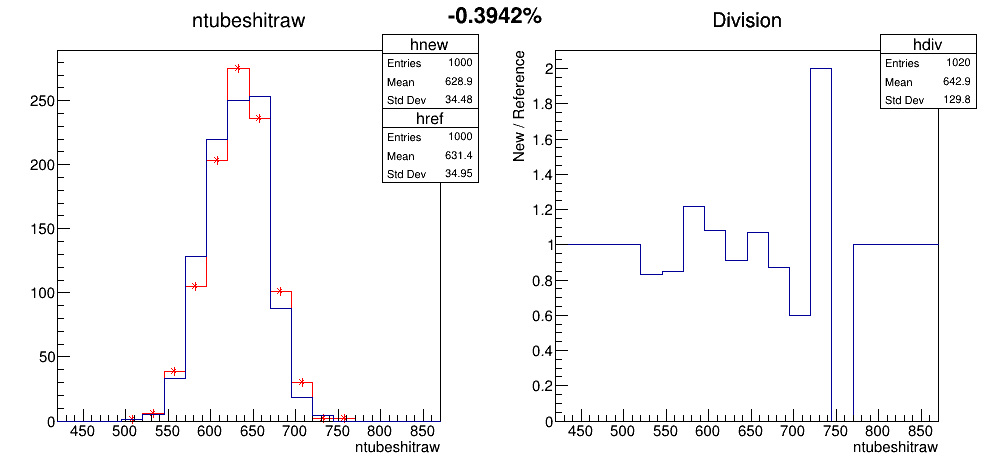 -0.3942%
ntubeshitraw
hnew
Entries 1000
Mean 628.9
Std Dev 34.48
href
Entries 1000
Mean 631.4
Std Dev 34.95
250
200
150
100
50
0
450 500 550 600 650 700 750 800 850
ntubeshitraw
Division
hdiv
Entries 1020
Mean 642.9
Std Dev 129.8
New / Reference
2
1.8
1.6
1.4
1.2
1
0.8
0.6
0.4
0.2
0
450 500 550 600 650 700 750 800 850
ntubeshitraw